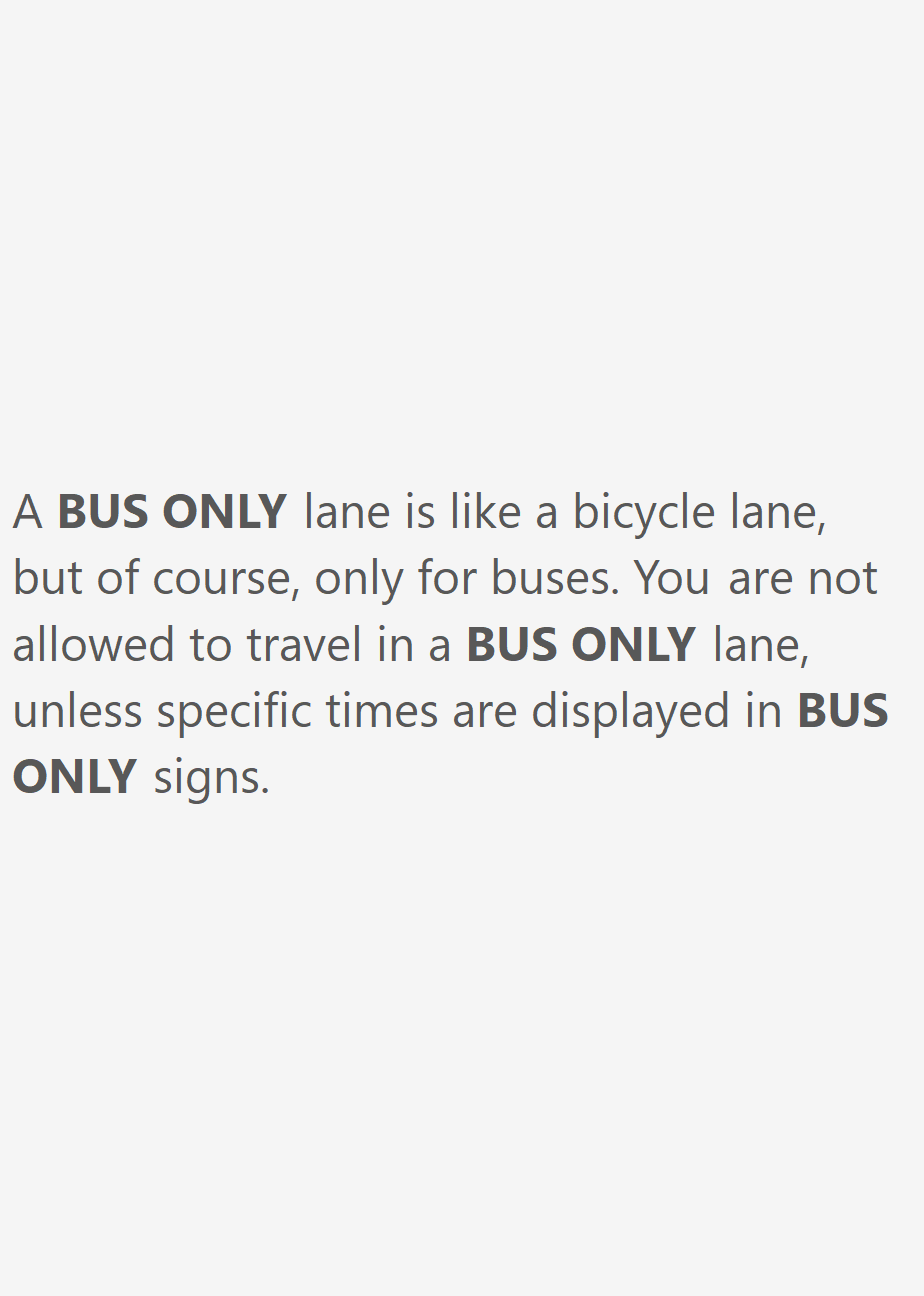 A BUS ONLY lane is like a bicycle lane,
but of course, only for buses. You are not
allowed to travel in a BUS ONLY lane,
unless specific times are displayed in BUS
ONLY signs.